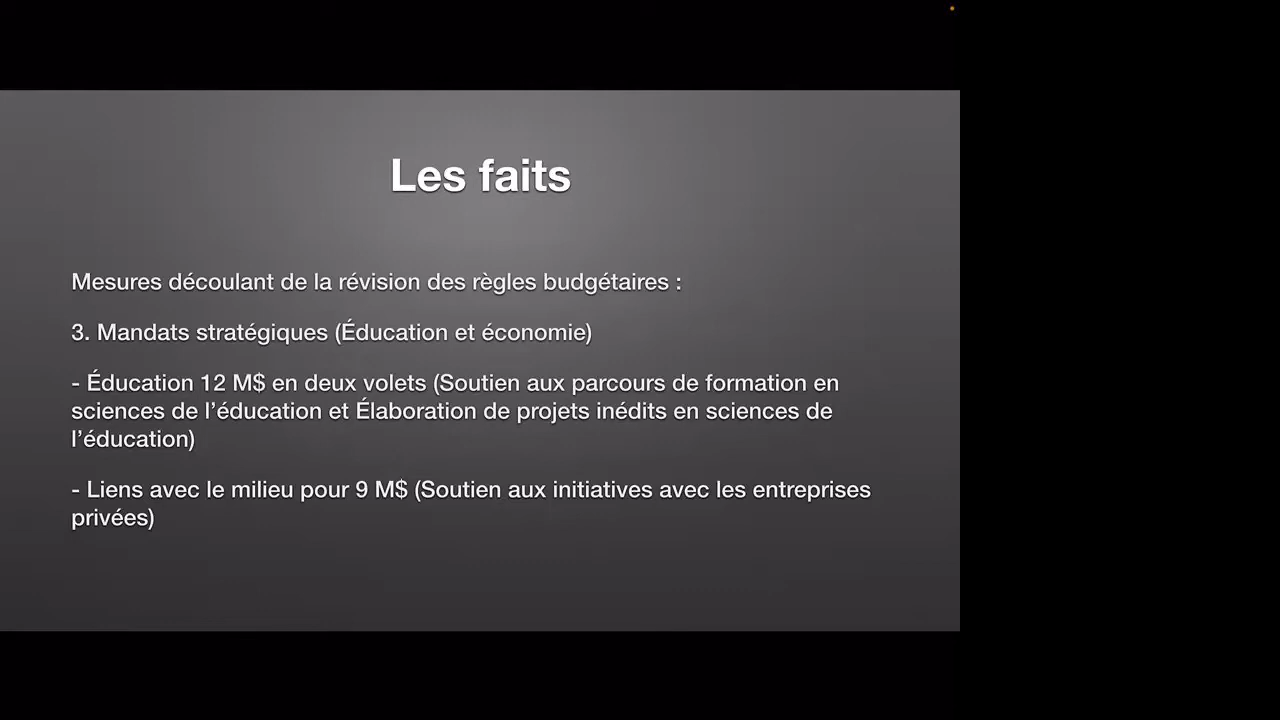 Les faits
Mesures découlant de la révision des règles budgétaires :
3. Mandats stratégiques (Éducation et économie)
- Éducation 12 M$ en deux volets (Soutien aux parcours de formation en
sciences de l’éducation et Élaboration de projets inédits en sciences de
l’éducation)
- Liens avec le milieu pour 9 M$ (Soutien aux initiatives avec les entreprises
privées)